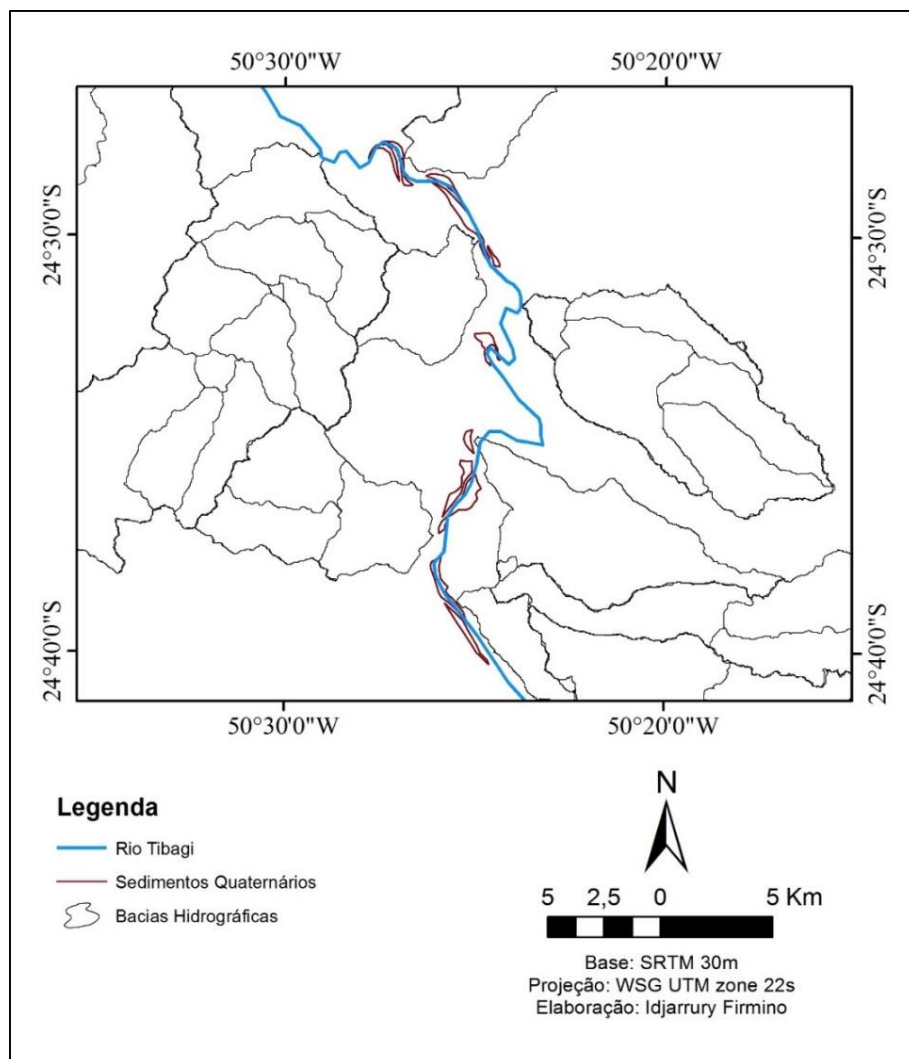 50°30'0"W
50°20'0"W
24°30'0"S
24°30'0"S
24°40'0"S
24°40'0"S
50°30'0"W
50°20'0"W
Legenda
Rio Tibagi
Sedimentos Quaternários
Bacias Hidrográficas
N
5 2,5 0 5 Km
Base: SRTM 30m
Projeção: WSG UTM zone 22s
Elaboração: Idjarrury Firmino